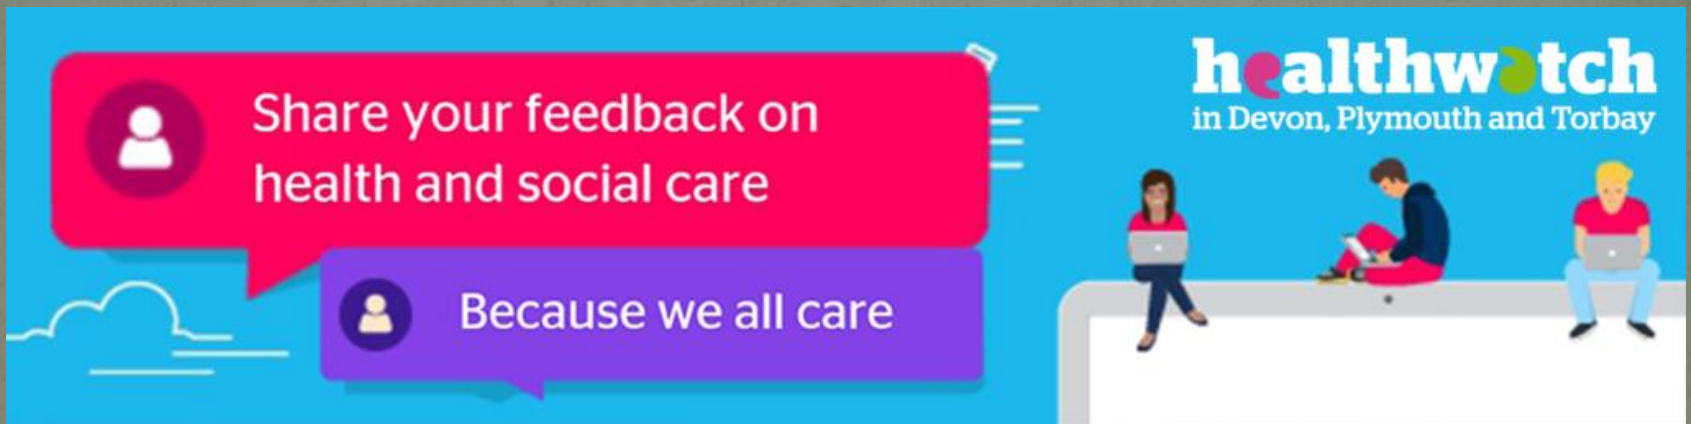 Share your feedback on
health and social care
Because we all care
healthwatch
in Devon, Plymouth and Torbay